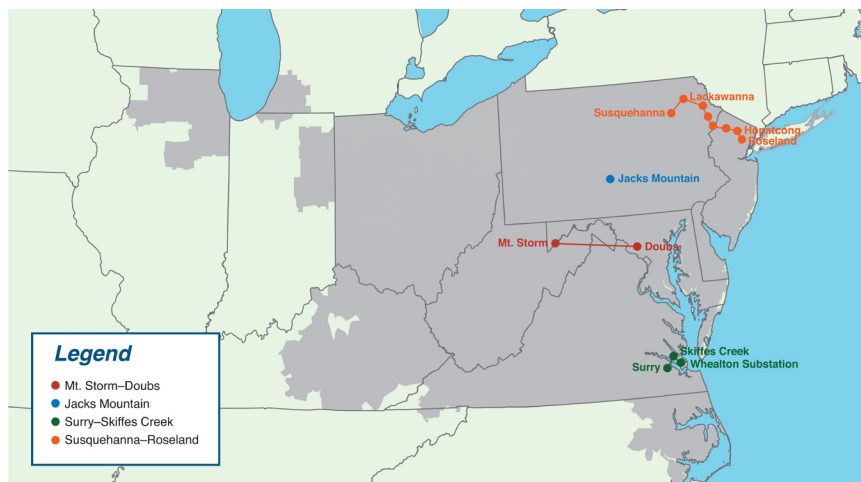 Lackawanna
Susquehanna
Hopatcong
Roseland
Jacks Mountain
Mt. Storm
Doubs
Skiffes Creek
Surry
Whealton Substation
Legend
Mt. Storm–Doubs
Jacks Mountain
Surry–Skiffes Creek
Susquehanna–Roseland